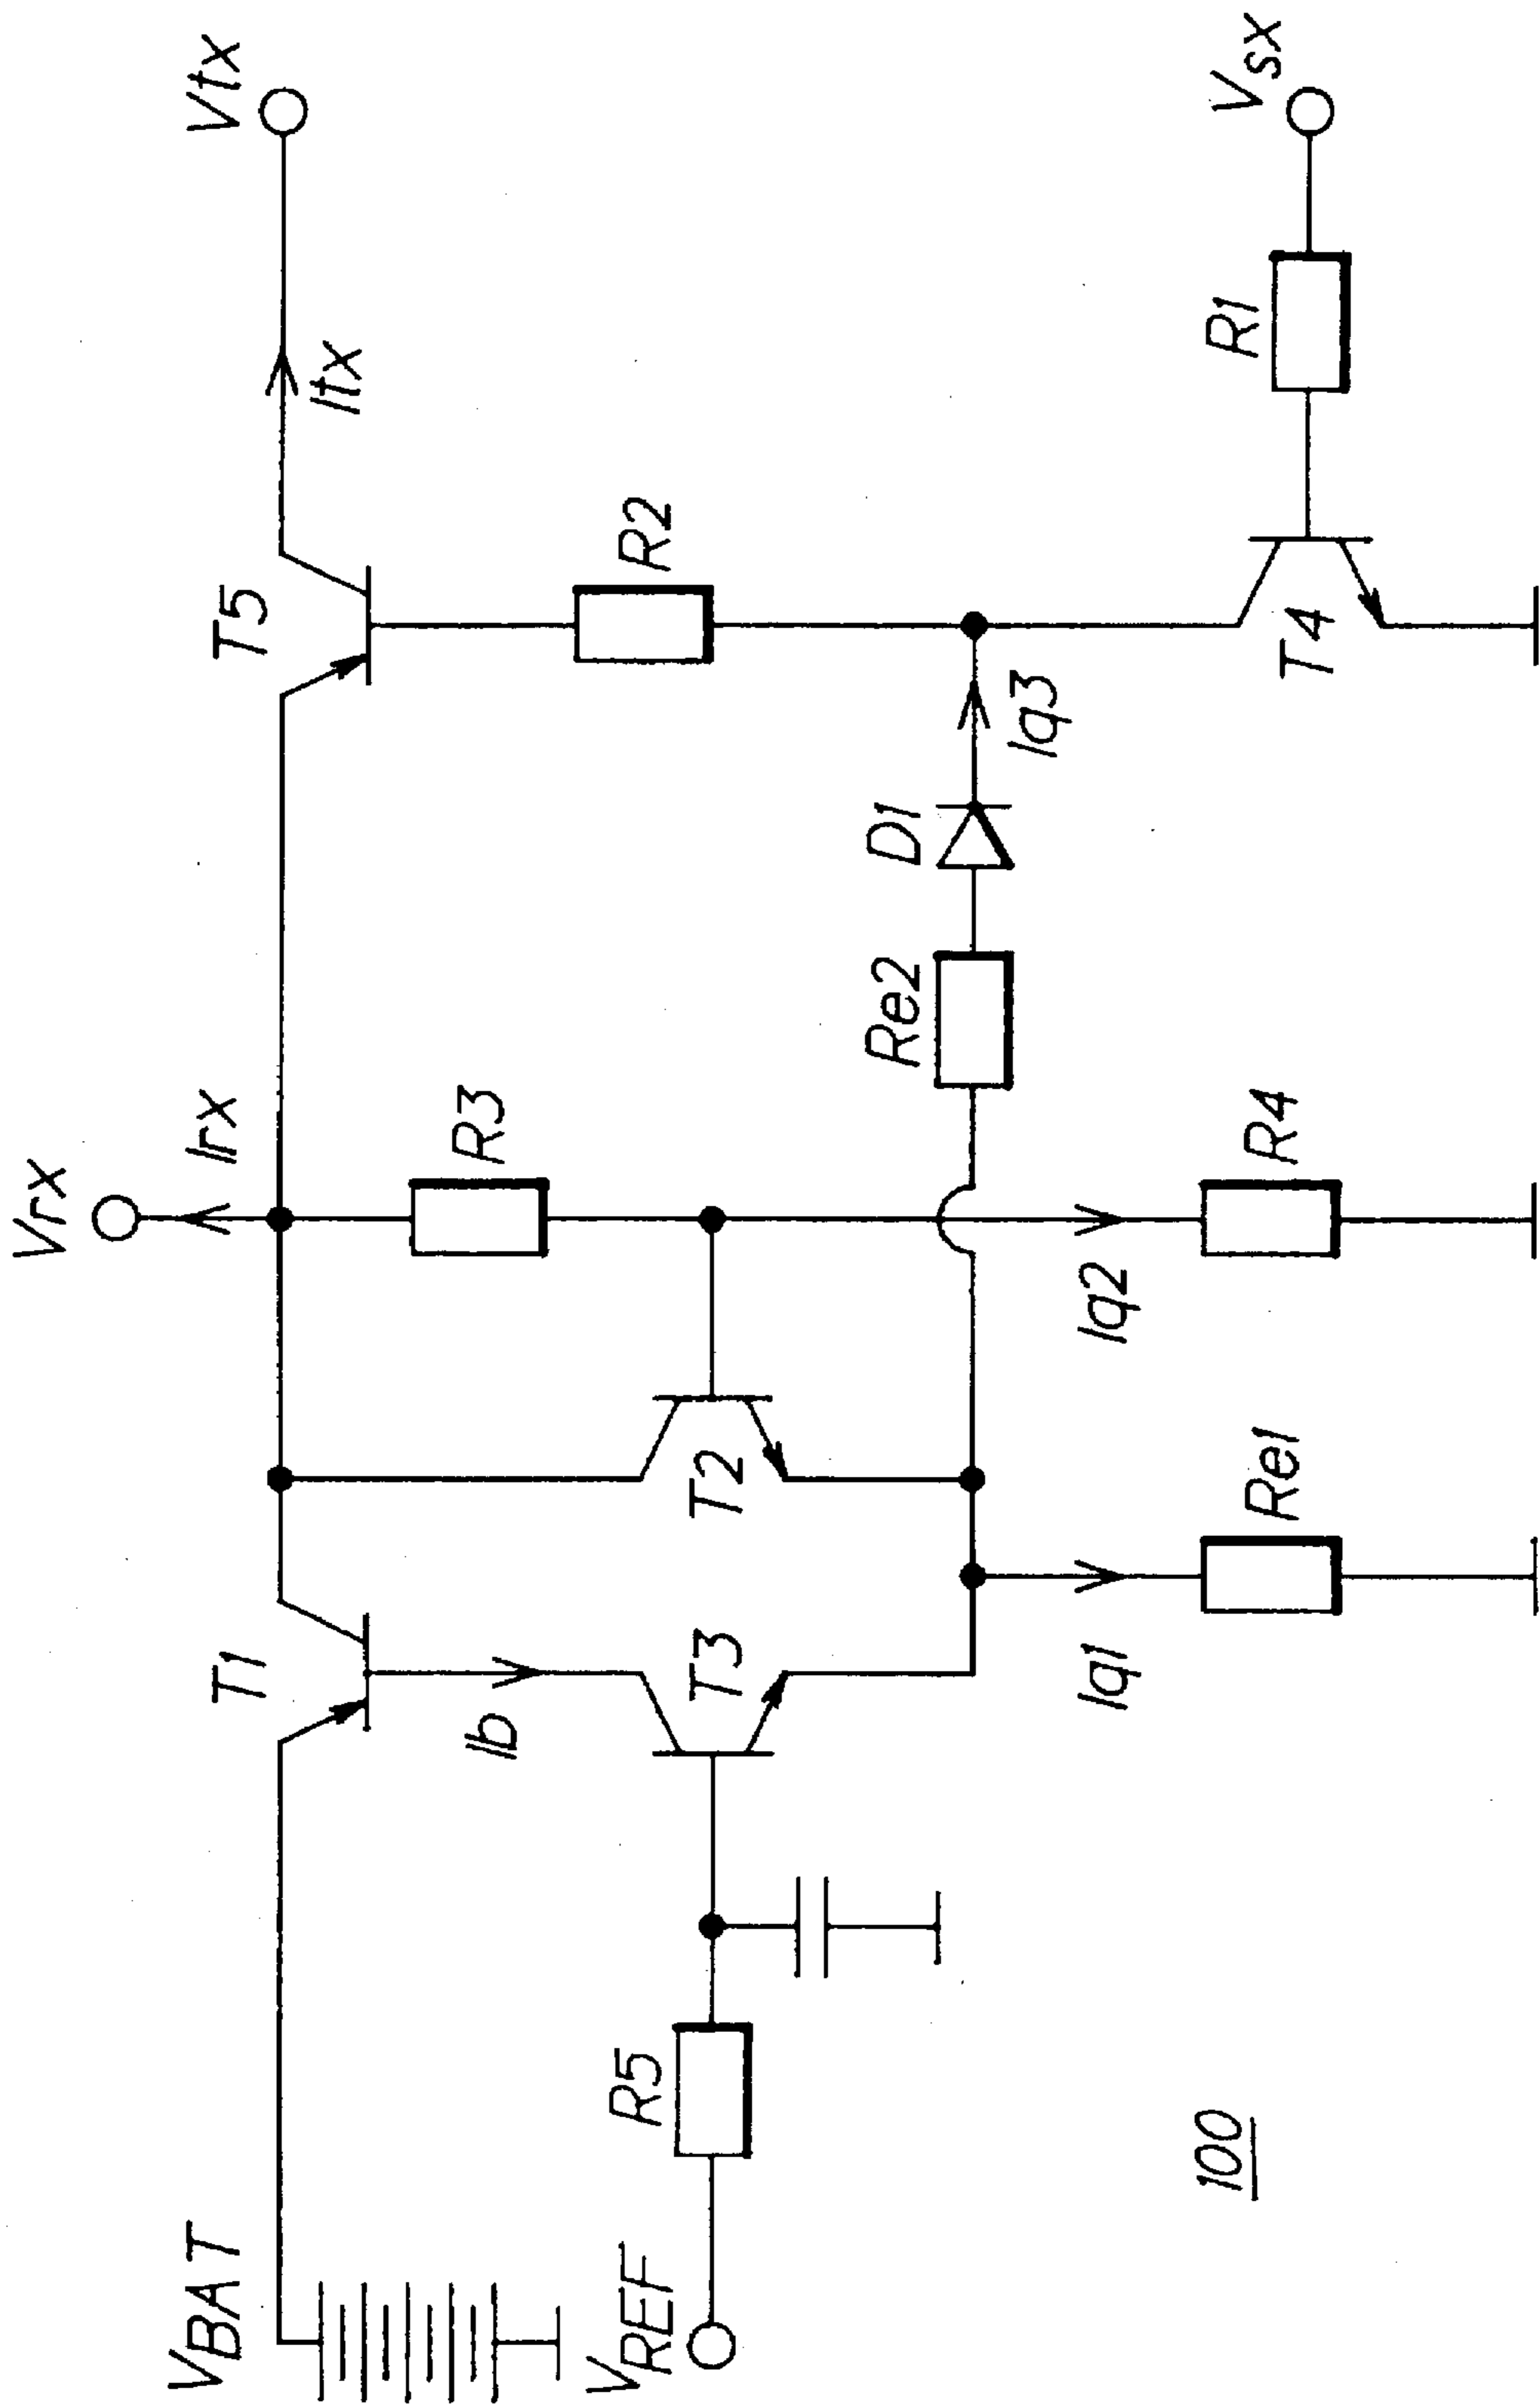 Vrx
VBAT
T1
Irx
T5
Vtx
Itx
Ib
R3
VREF
R5
R2
T3
T2
Re2
D1
Iq3
Iq1
Iq2
100
Re1
R4
T4
R1
Vsx